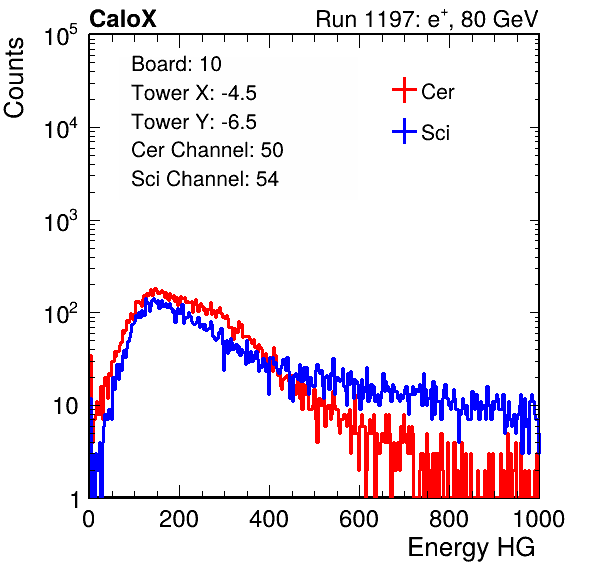 CaloX Run 1197: e⁺, 80 GeV
Board: 10
Tower X: -4.5
Tower Y: -6.5
Cer Channel: 50
Sci Channel: 54
Cer
Sci
Counts
10⁵
10⁴
10³
10²
10
1
0 200 400 600 800 1000
Energy HG